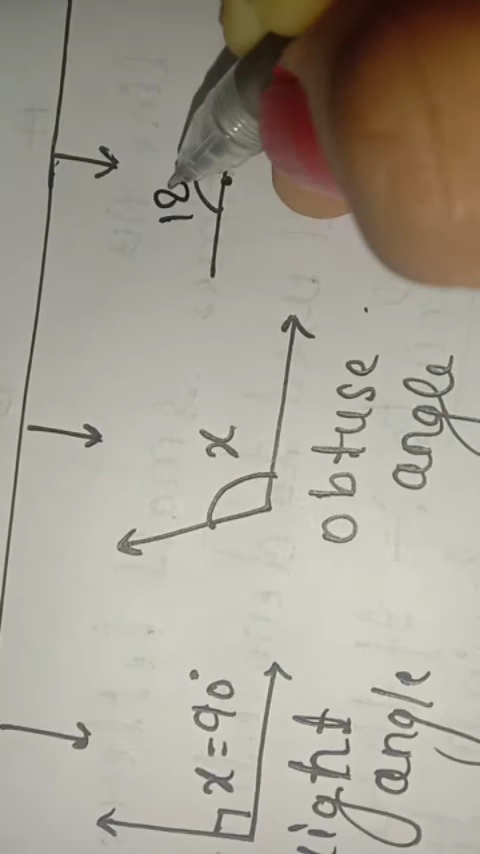 x = 90°
right
angle
x
obtuse
angle
18